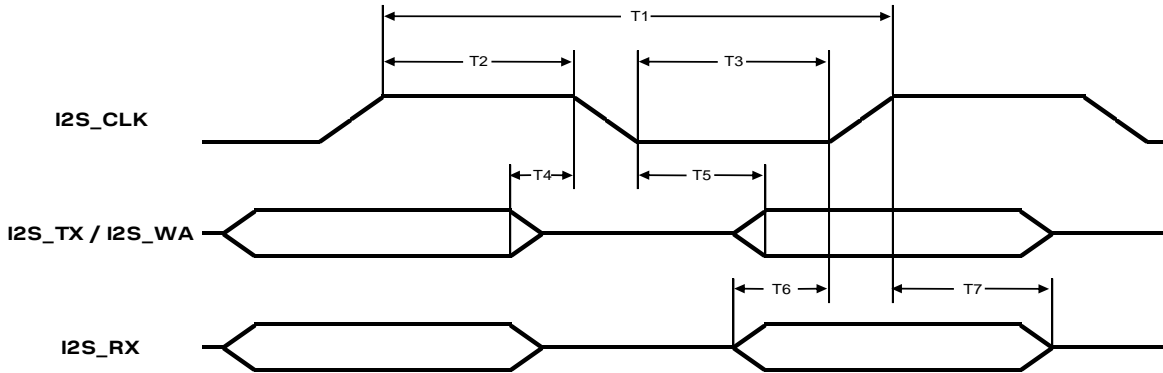 T1
T2
T3
I2S_CLK
T4
T5
I2S_TX / I2S_WA
T6
T7
I2S_RX